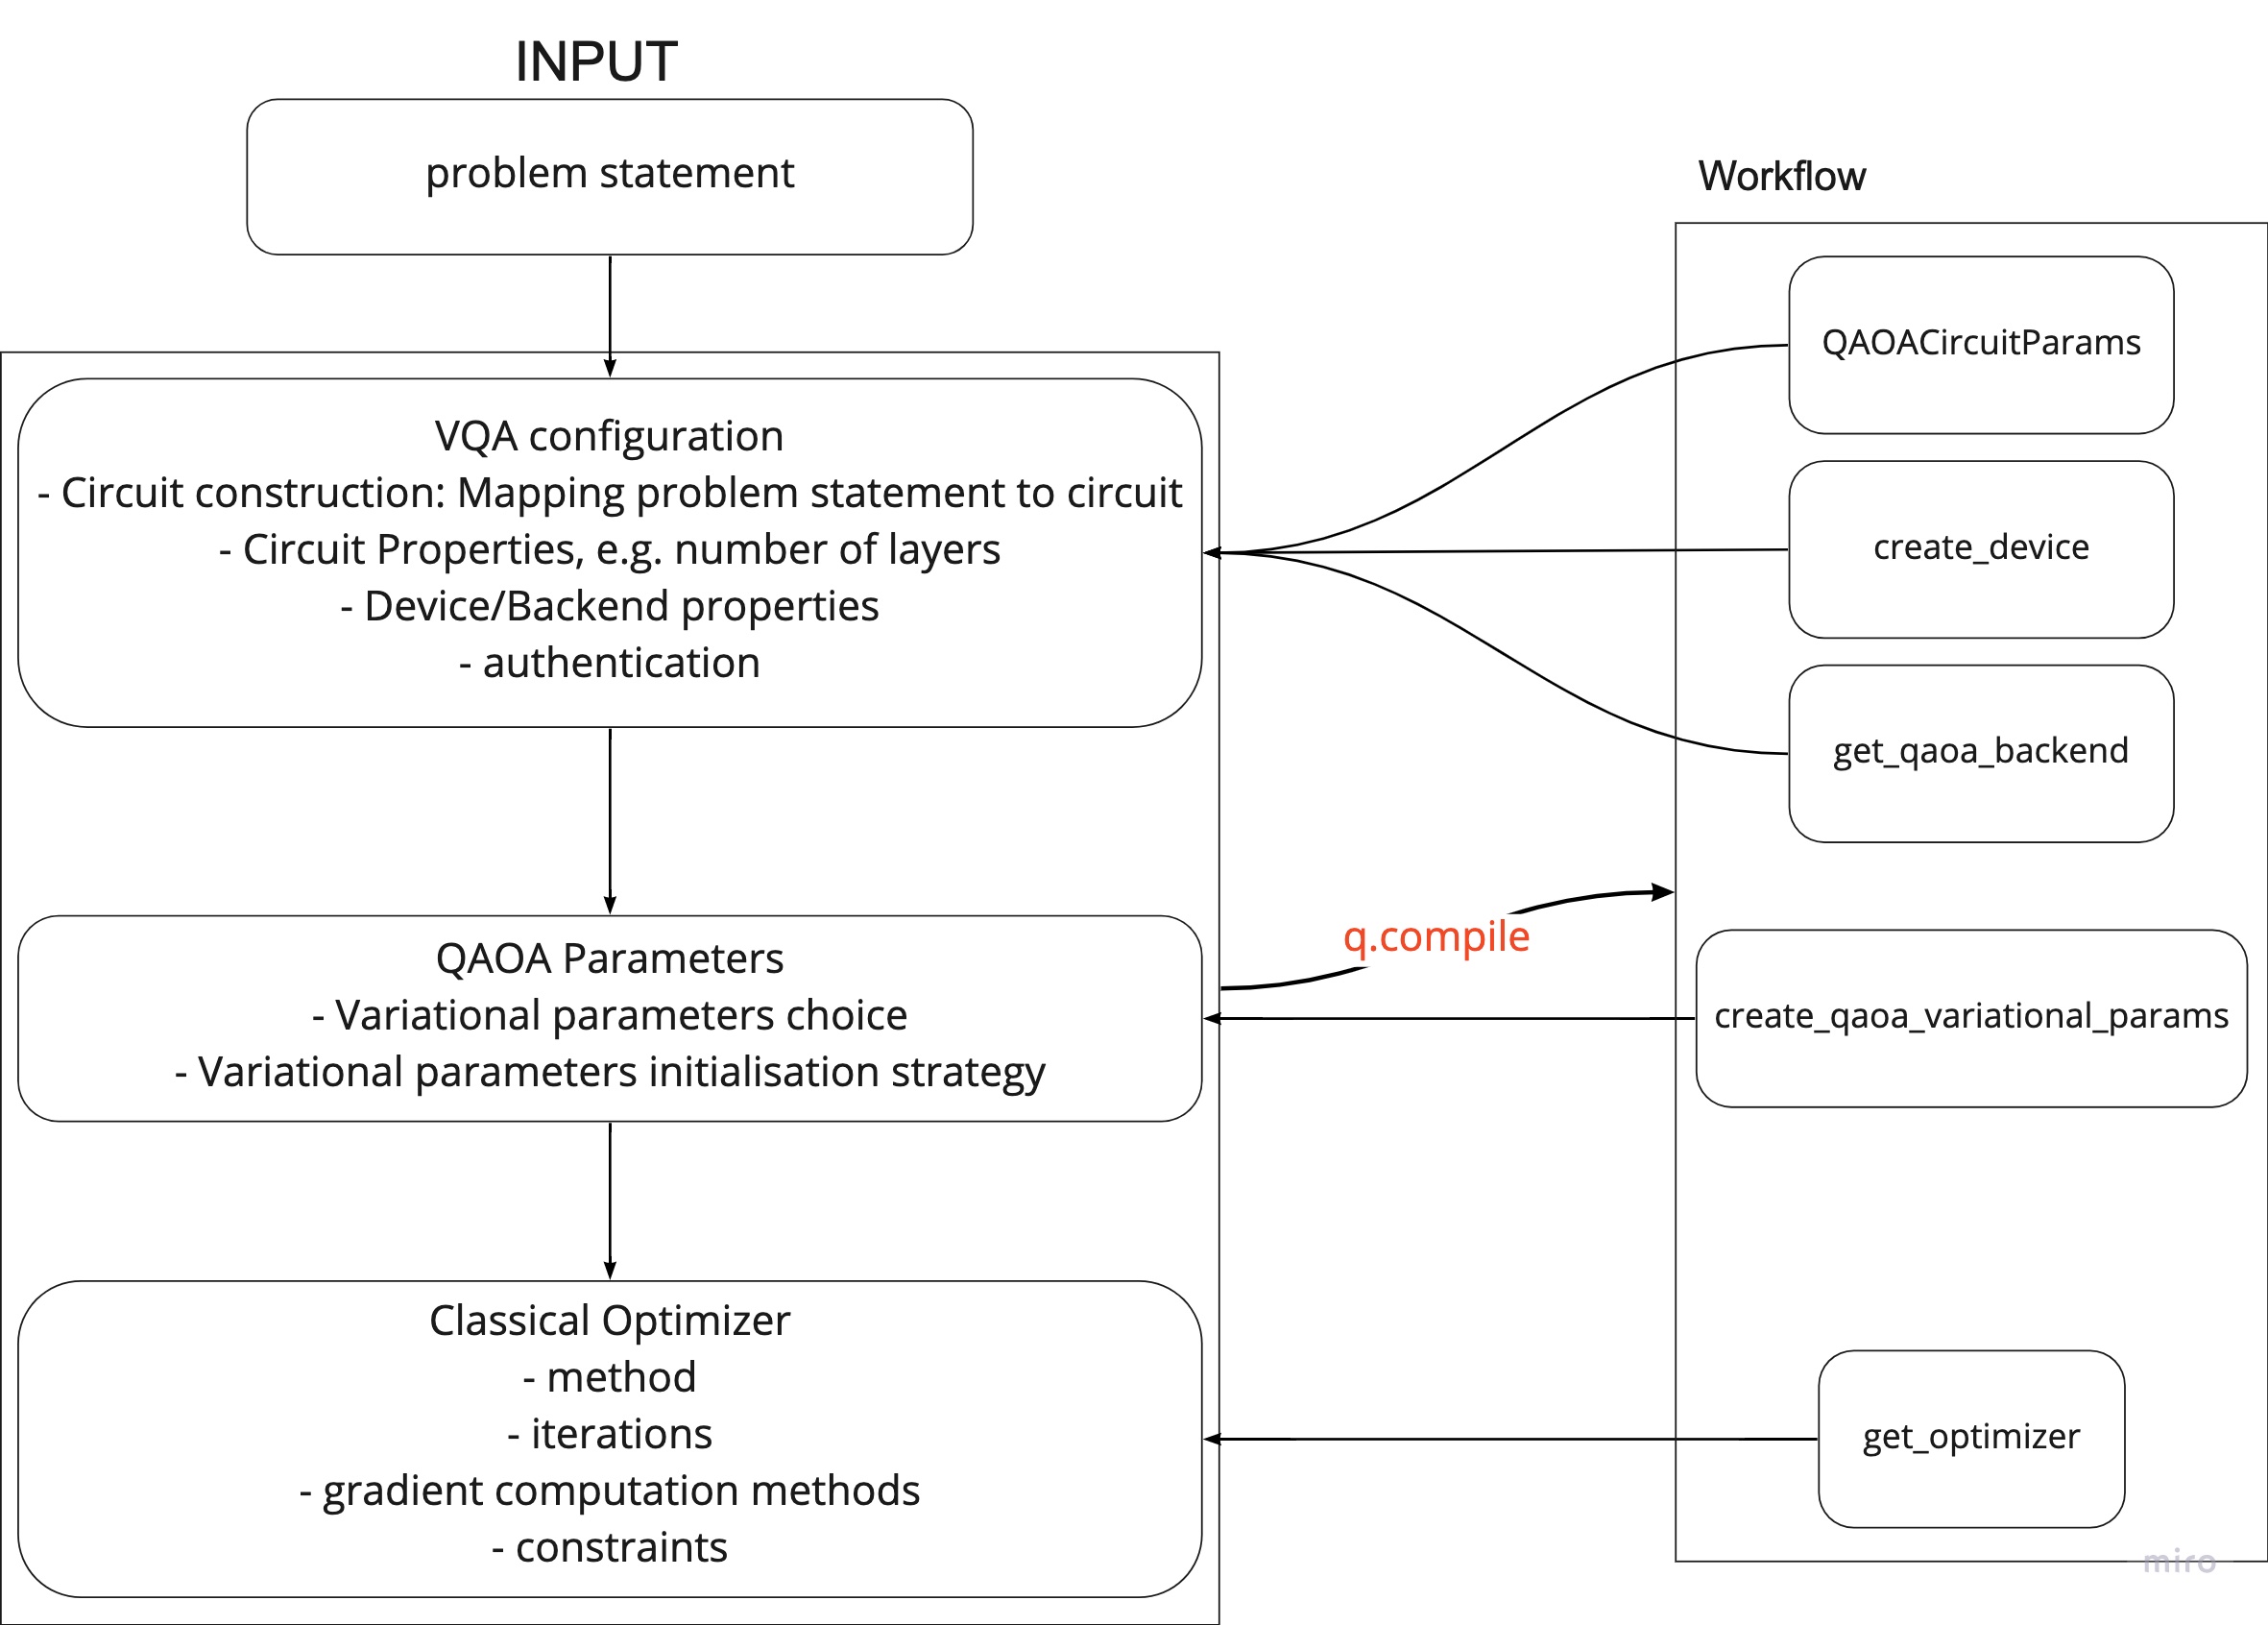 INPUT
problem statement
VQA configuration
- Circuit construction: Mapping problem statement to circuit
- Circuit Properties, e.g. number of layers
- Device/Backend properties
- authentication
QAOA Parameters
- Variational parameters choice
- Variational parameters initialisation strategy
Classical Optimizer
- method
- iterations
- gradient computation methods
- constraints
q.compile
Workflow
QAOACircuitParams
create_device
get_qaoa_backend
create_qaoa_variational_params
get_optimizer
miro